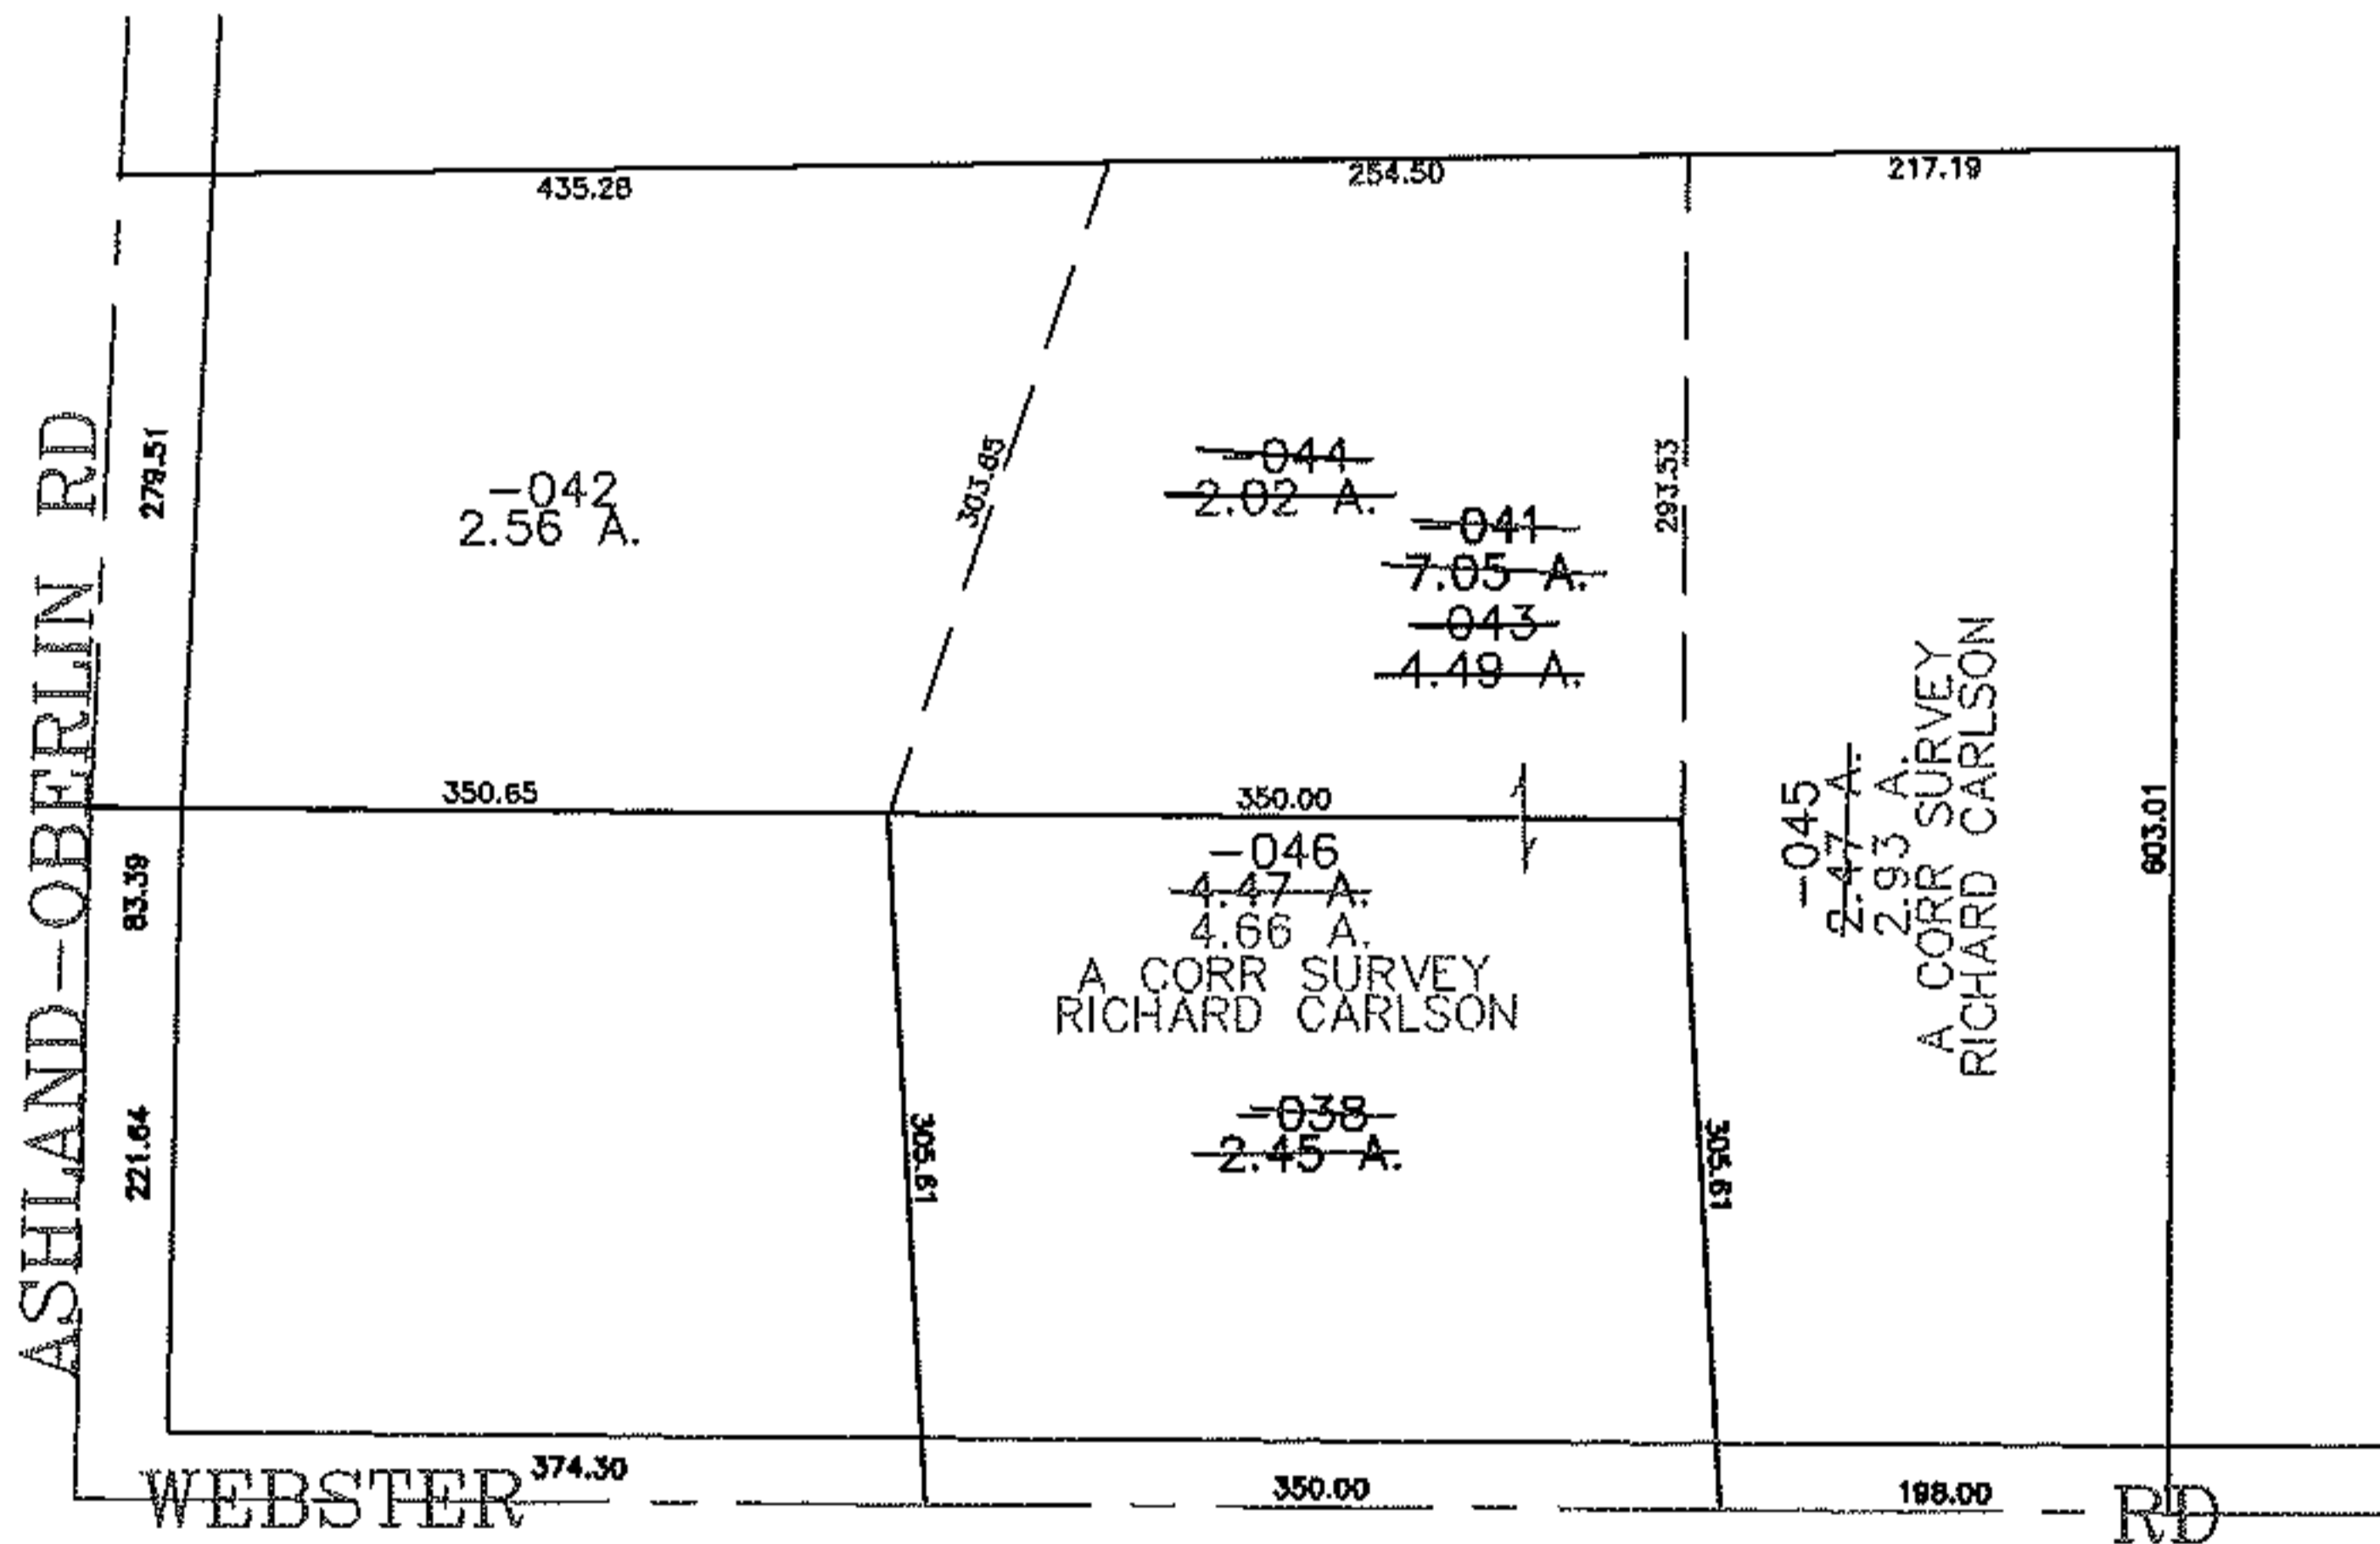 435.28
254.50
217.19
279.51
-042
2.56 A.
303.85
-044
2.02 A.
-041
7.05 A.
-043
4.49 A.
293.53
ASHLAND-OBERLIN RD
350.65
350.00
83.39
-046
4.47 A.
4.66 A.
A CORR SURVEY
RICHARD CARLSON
-045
2.47 A.
2.93 A.
A CORR SURVEY
RICHARD CARLSON
603.01
-038
2.45 A.
221.64
305.61
305.61
WEBSTER RD
374.30
350.00
198.00